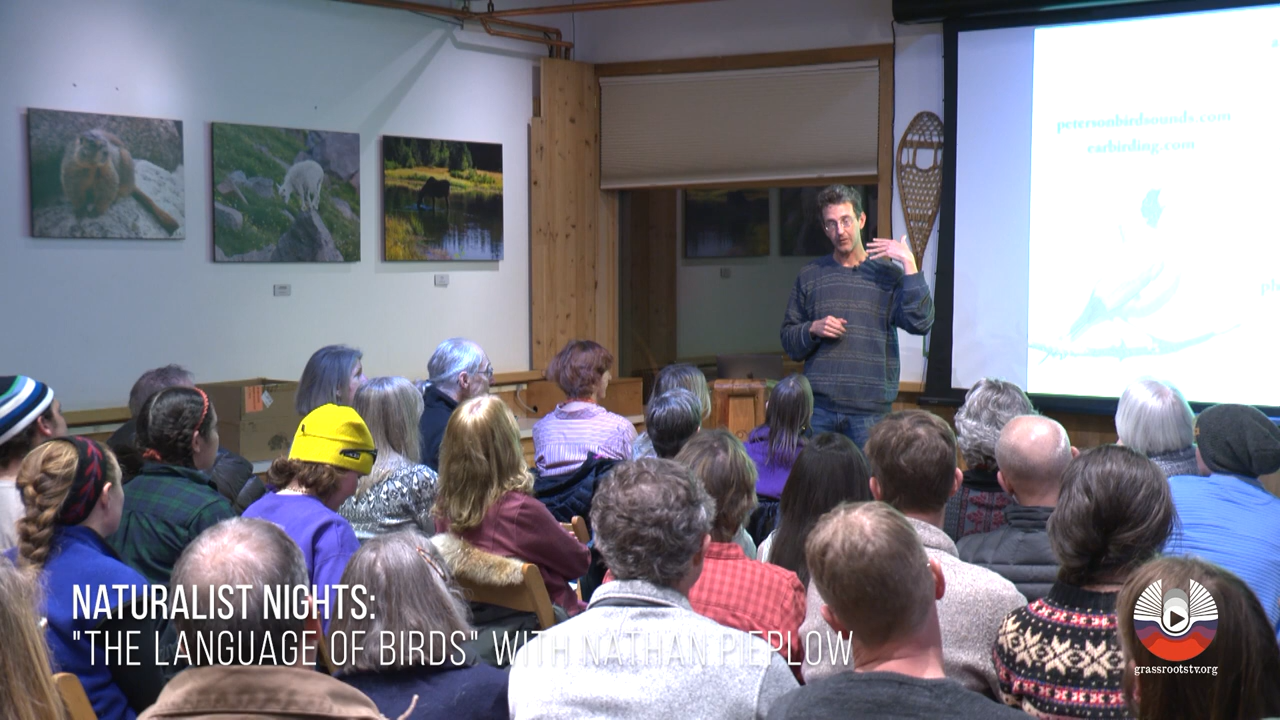 petersonbirdsounds.com
earbirding.com
NATURALIST NIGHTS:
"THE LANGUAGE OF BIRDS" WITH NATHAN PIEPLOW
grassrootstv.org